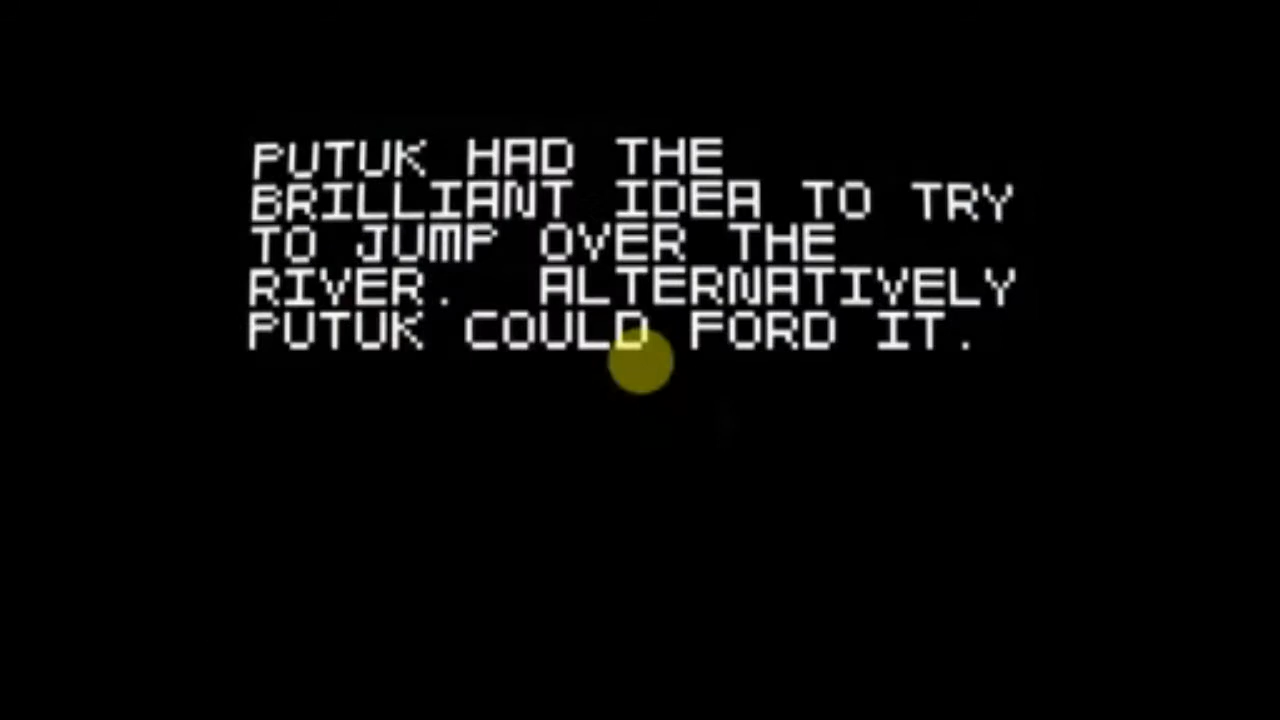 PUTUK HAD THE
BRILLIANT IDEA TO TRY
TO JUMP OVER THE
RIVER.  ALTERNATIVELY
PUTUK COULD FORD IT.